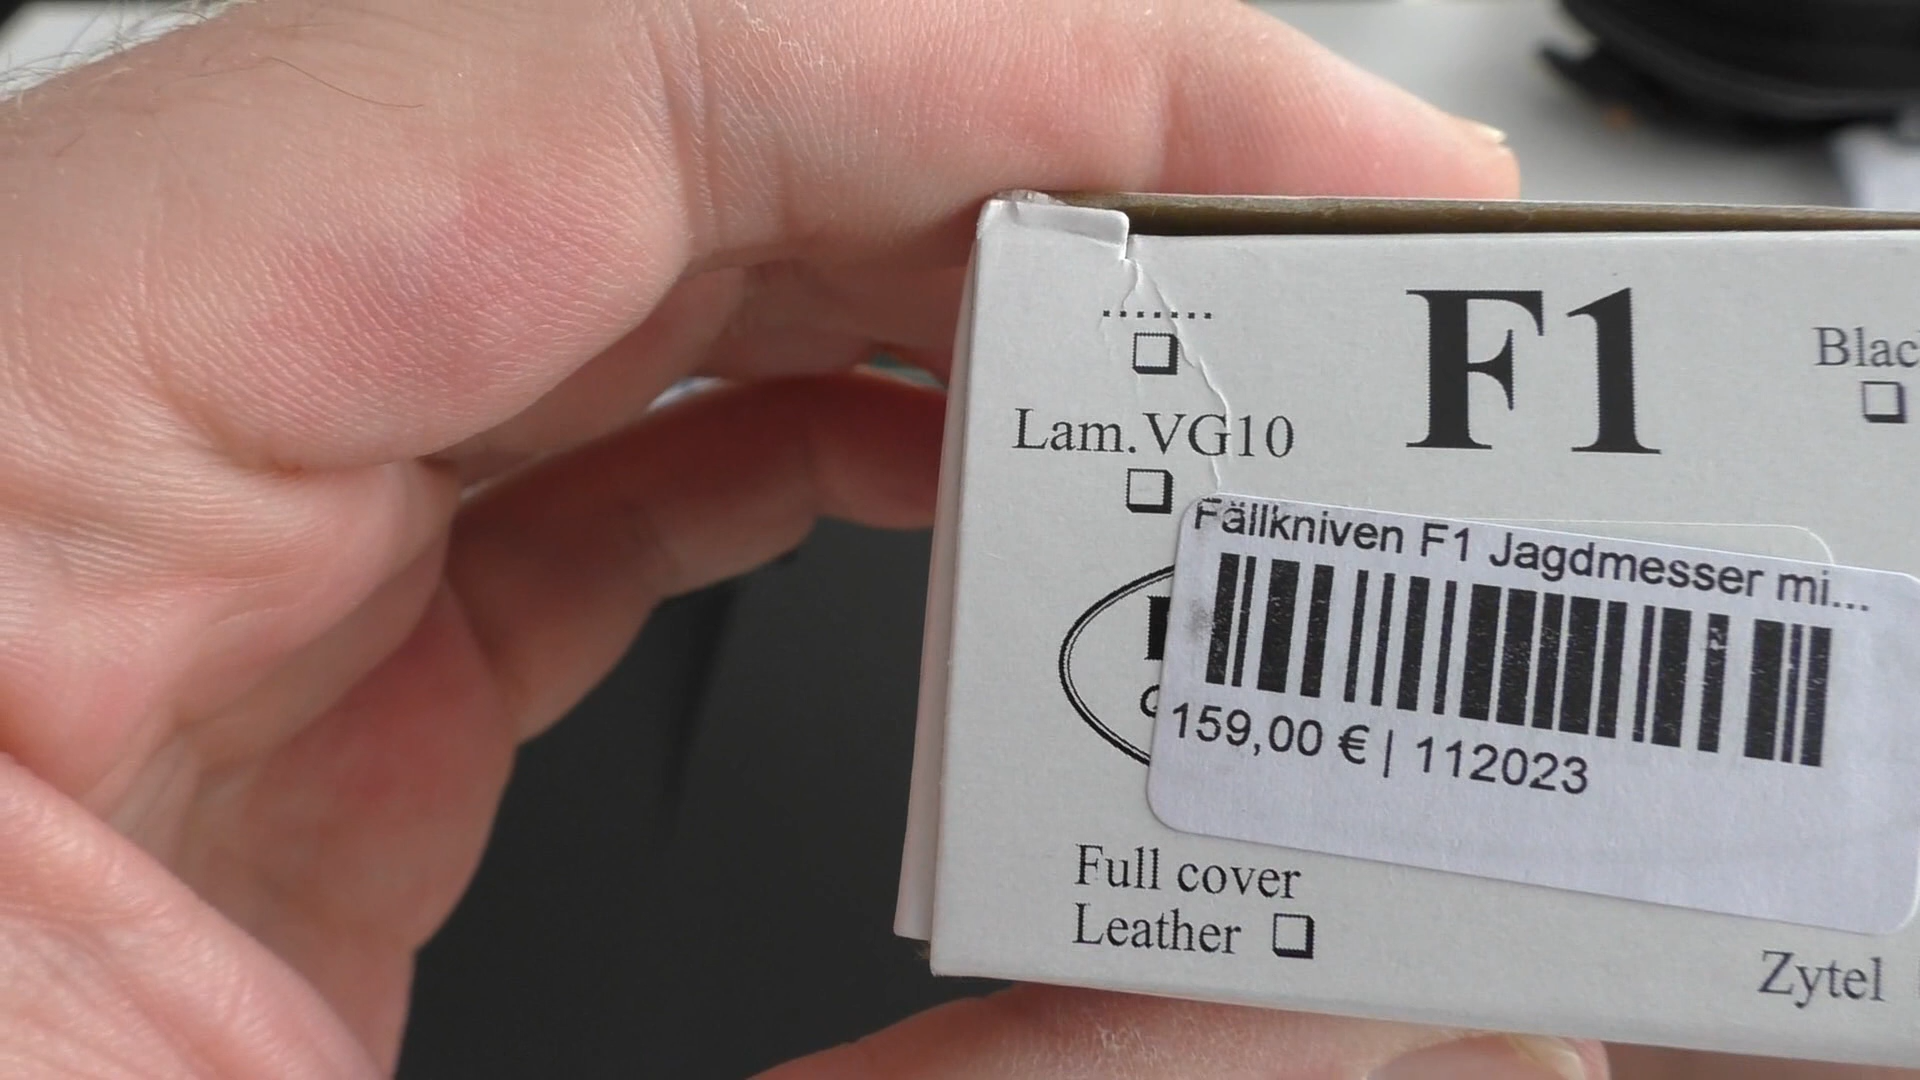 .......
F1
Blac
Lam.VG10
Fällkniven F1 Jagdmesser mi...
159,00 € | 112023
Full cover
Leather
Zytel